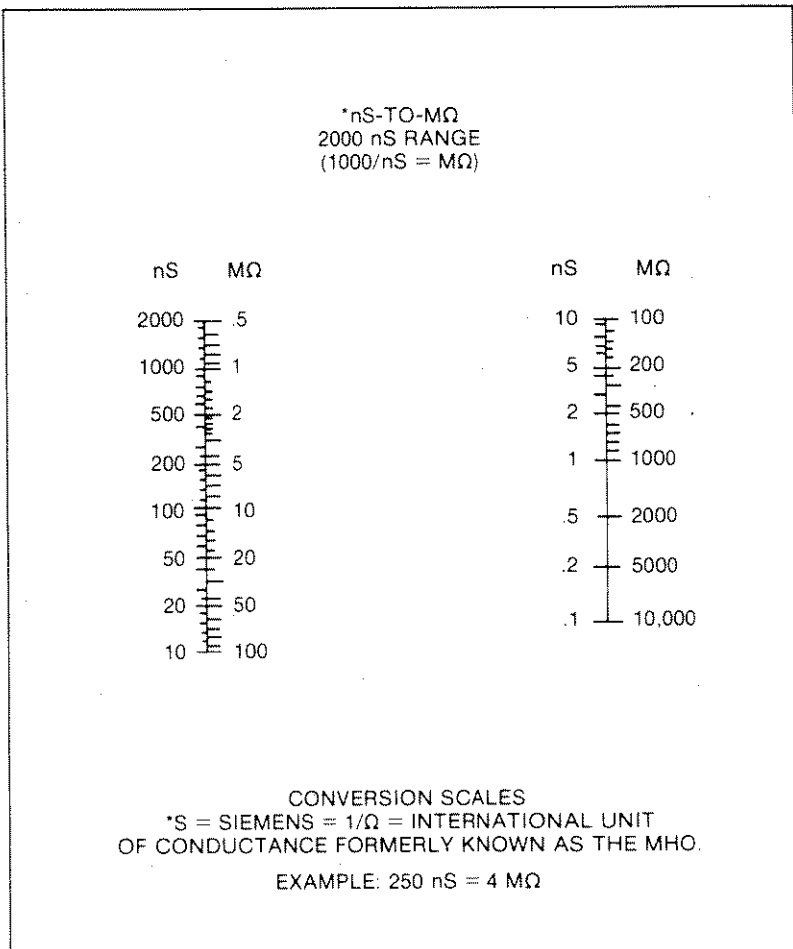 *nS-TO-MΩ
2000 nS RANGE
(1000/nS = MΩ)
nS MΩ
2000 .5
1000 1
500 2
200 5
100 10
50 20
20 50
10 100
nS MΩ
10 100
5 200
2 500
1 1000
.5 2000
.2 5000
.1 10,000
CONVERSION SCALES
*S = SIEMENS = 1/Ω = INTERNATIONAL UNIT
OF CONDUCTANCE FORMERLY KNOWN AS THE MHO.
EXAMPLE: 250 nS = 4 MΩ